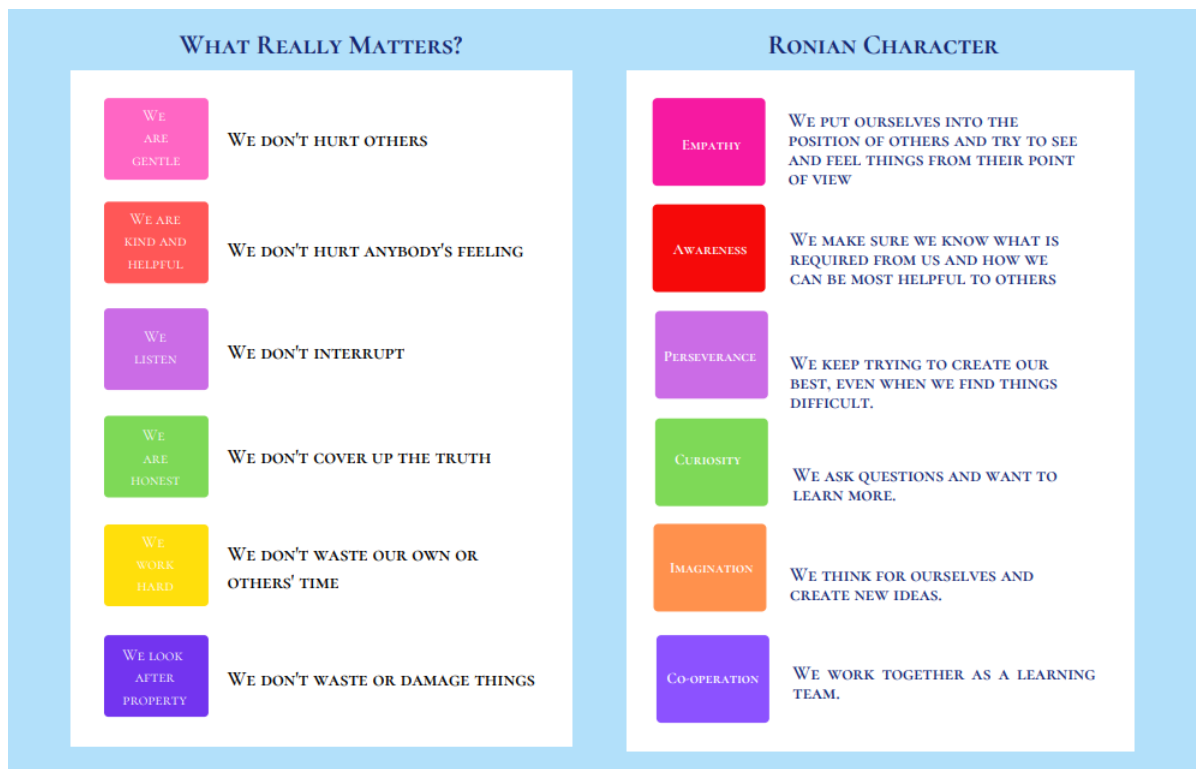 What Really Matters?
We
are
gentle
We don't hurt others
We are
kind and
helpful
We don't hurt anybody's feeling
We
listen
We don't interrupt
We
are
honest
We don't cover up the truth
We
work
hard
We don't waste our own or
others' time
We look
after
property
We don't waste or damage things
Ronian Character
Empathy
We put ourselves into the
position of others and try to see
and feel things from their point
of view
Awareness
We make sure we know what is
required from us and how we
can be most helpful to others
Perseverance
We keep trying to create our
best, even when we find things
difficult.
Curiosity
We ask questions and want to
learn more.
Imagination
We think for ourselves and
create new ideas.
Co-operation
We work together as a learning
team.